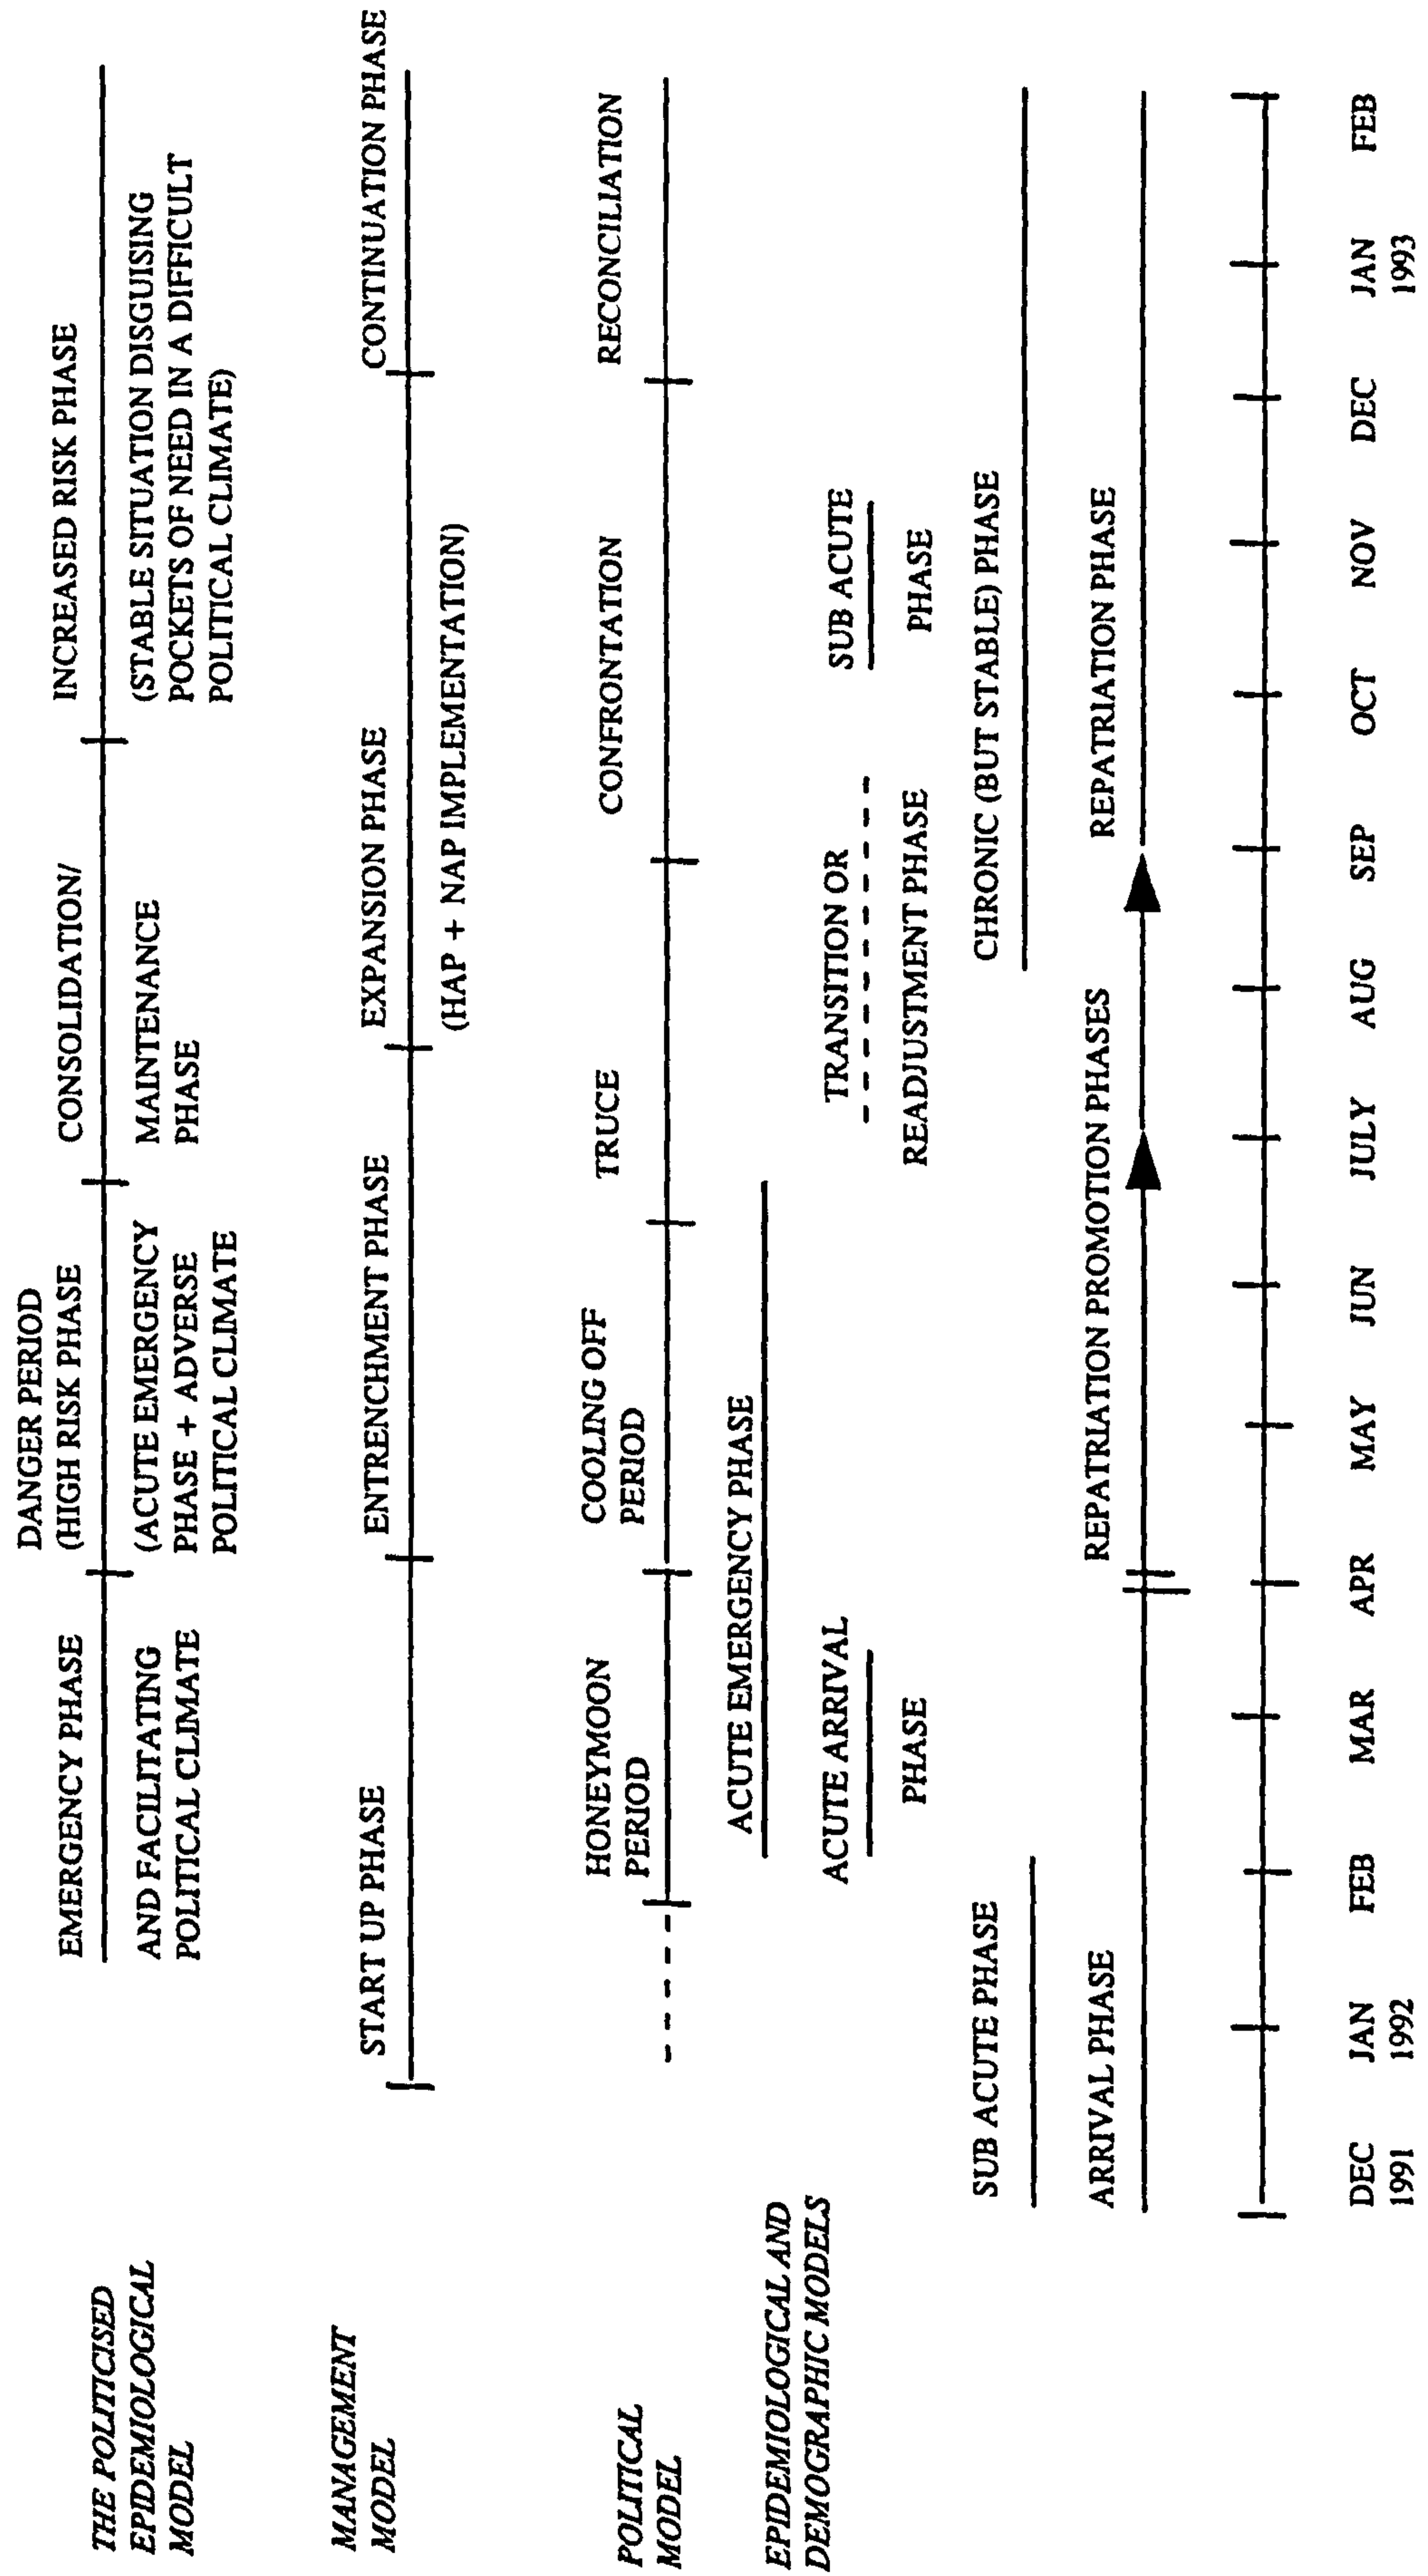 THE POLITICISED
EPIDEMIOLOGICAL
MODEL
EMERGENCY PHASE
AND FACILITATING
POLITICAL CLIMATE
DANGER PERIOD
(HIGH RISK PHASE
(ACUTE EMERGENCY
PHASE + ADVERSE
POLITICAL CLIMATE
CONSOLIDATION/
MAINTENANCE
PHASE
INCREASED RISK PHASE
(STABLE SITUATION DISGUISING
POCKETS OF NEED IN A DIFFICULT
POLITICAL CLIMATE)
MANAGEMENT
MODEL
START UP PHASE
ENTRENCHMENT PHASE
EXPANSION PHASE
(HAP + NAP IMPLEMENTATION)
CONTINUATION PHASE
POLITICAL
MODEL
HONEYMOON
PERIOD
COOLING OFF
PERIOD
TRUCE
CONFRONTATION
RECONCILIATION
EPIDEMIOLOGICAL AND
DEMOGRAPHIC MODELS
ACUTE EMERGENCY PHASE
ACUTE ARRIVAL
PHASE
TRANSITION OR
READJUSTMENT PHASE
SUB ACUTE
PHASE
SUB ACUTE PHASE
CHRONIC (BUT STABLE) PHASE
ARRIVAL PHASE
REPATRIATION PROMOTION PHASES
REPATRIATION PHASE
DEC JAN FEB MAR APR MAY JUN JULY AUG SEP OCT NOV DEC JAN FEB
1991 1992 1993